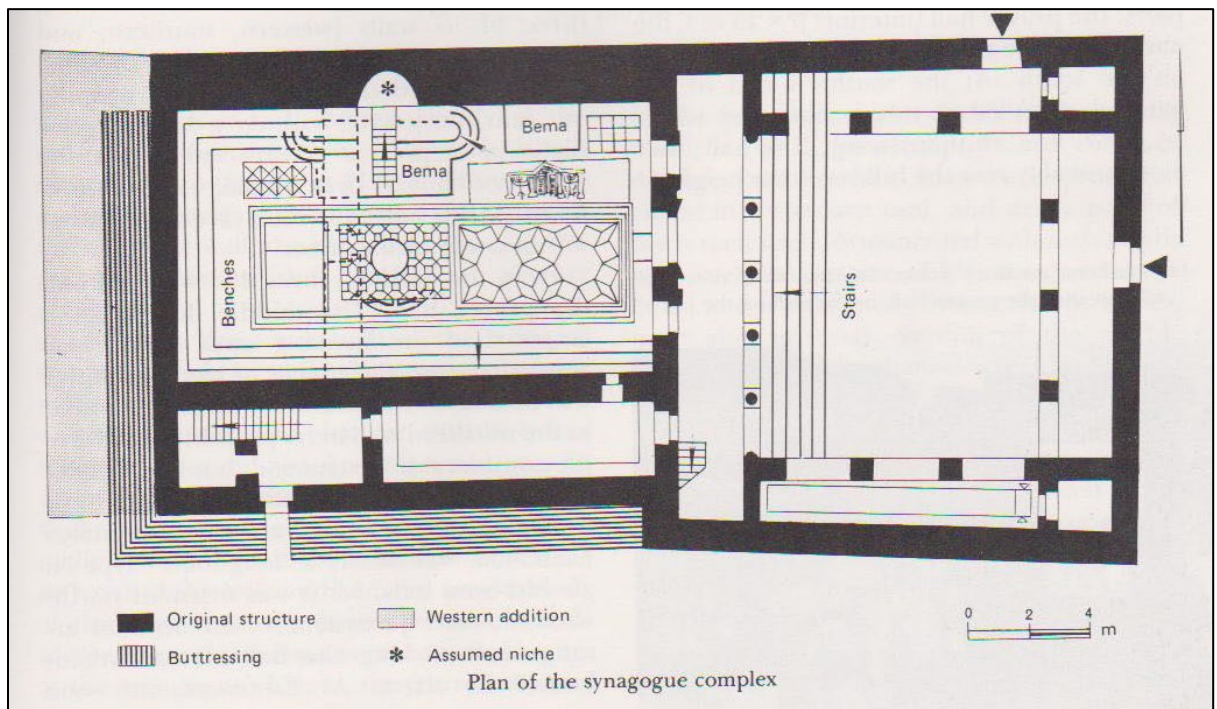 Bema
Bema
Benches
Stairs
Original structure
Western addition
Buttressing
* Assumed niche
0 2 4
m
Plan of the synagogue complex